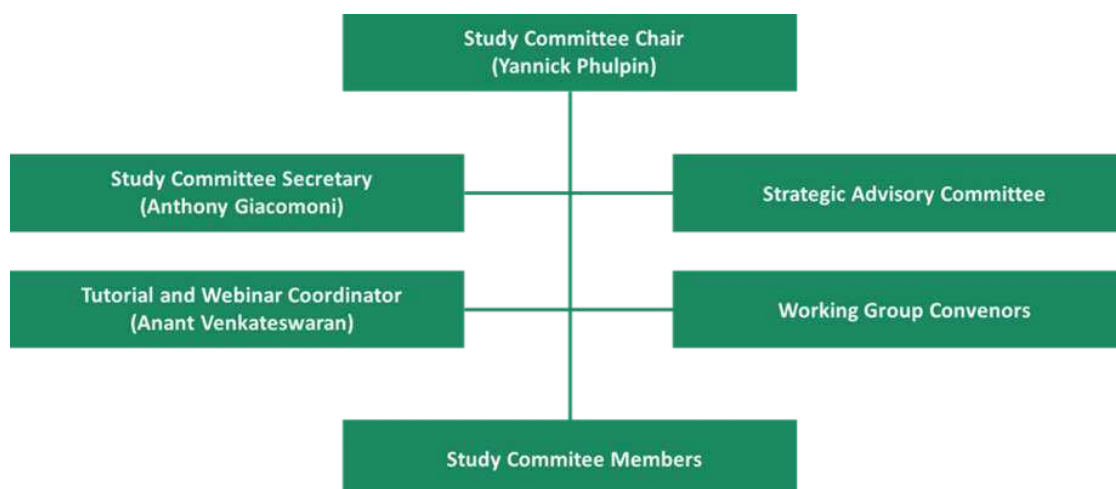 Study Committee Chair
(Yannick Phulpin)
Study Committee Secretary
(Anthony Giacomoni)
Strategic Advisory Committee
Tutorial and Webinar Coordinator
(Anant Venkateswaran)
Working Group Convenors
Study Commitee Members